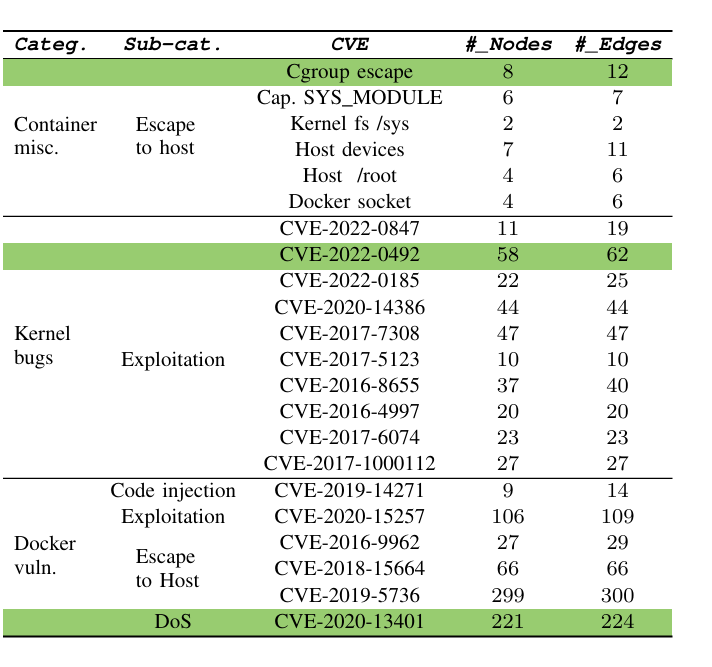 Categ. Sub-cat. CVE #_Nodes #_Edges
Cgroup escape 8 12
Cap. SYS_MODULE 6 7
Container Escape Kernel fs /sys 2 2
misc. to host Host devices 7 11
Host /root 4 6
Docker socket 4 6
CVE-2022-0847 11 19
CVE-2022-0492 58 62
CVE-2022-0185 22 25
CVE-2020-14386 44 44
Kernel CVE-2017-7308 47 47
bugs Exploitation CVE-2017-5123 10 10
CVE-2016-8655 37 40
CVE-2016-4997 20 20
CVE-2017-6074 23 23
CVE-2017-1000112 27 27
Code injection CVE-2019-14271 9 14
Exploitation CVE-2020-15257 106 109
Docker Escape CVE-2016-9962 27 29
vuln. to Host CVE-2018-15664 66 66
CVE-2019-5736 299 300
DoS CVE-2020-13401 221 224